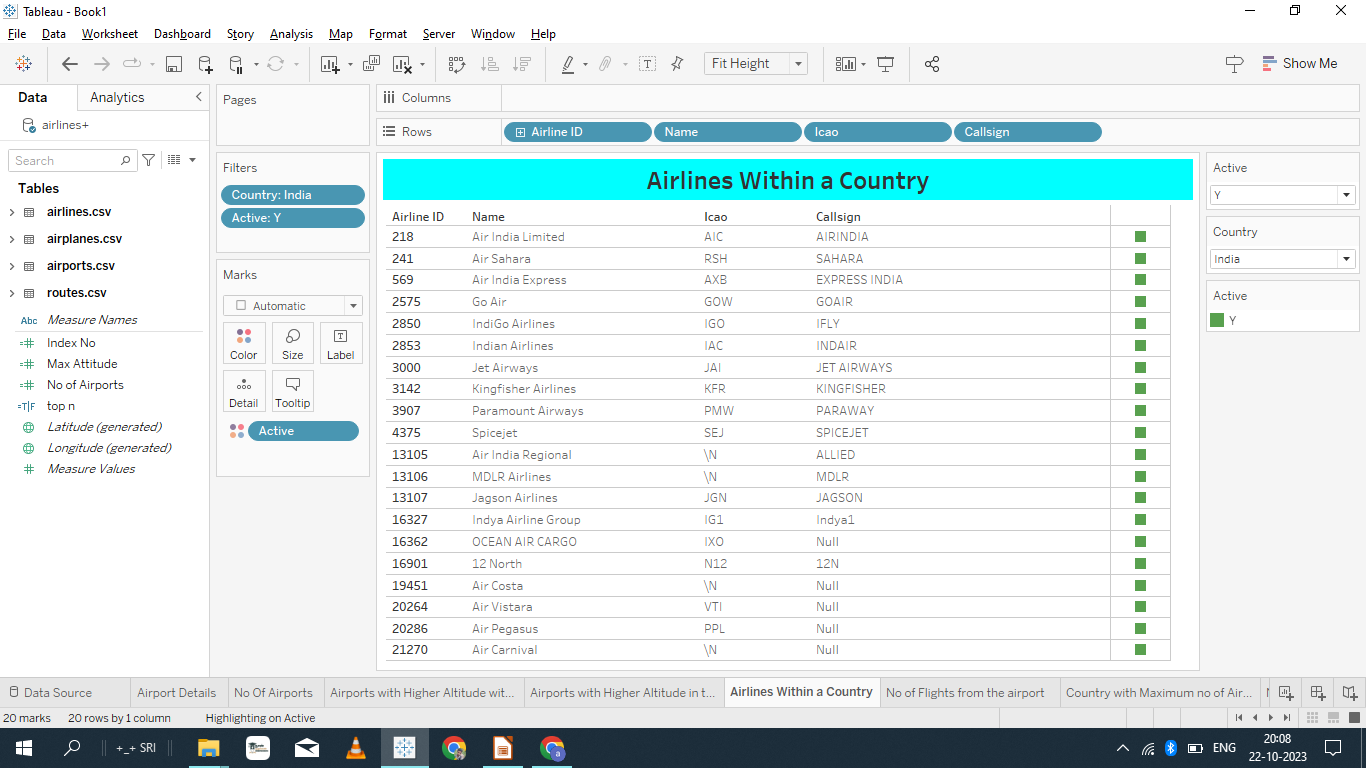 Tableau - Book1
File Data Worksheet Dashboard Story Analysis Map Format Server Window Help
Fit Height
Show Me
Data Analytics
airlines+
Search
Tables
airlines.csv
airplanes.csv
airports.csv
routes.csv
Abc Measure Names
=# Index No
=# Max Attitude
=# No of Airports
=T|F top n
Latitude (generated)
Longitude (generated)
# Measure Values
Pages
Filters
Country: India
Active: Y
Marks
Automatic
Color Size Label
Detail Tooltip
Active
Columns
Rows Airline ID Name Icao Callsign
Airlines Within a Country
Airline ID Name Icao Callsign
218 Air India Limited AIC AIRINDIA
241 Air Sahara RSH SAHARA
569 Air India Express AXB EXPRESS INDIA
2575 Go Air GOW GOAIR
2850 IndiGo Airlines IGO IFLY
2853 Indian Airlines IAC INDAIR
3000 Jet Airways JAI JET AIRWAYS
3142 Kingfisher Airlines KFR KINGFISHER
3907 Paramount Airways PMW PARAWAY
4375 Spicejet SEJ SPICEJET
13105 Air India Regional \N ALLIED
13106 MDLR Airlines \N MDLR
13107 Jagson Airlines JGN JAGSON
16327 Indya Airline Group IG1 Indya1
16362 OCEAN AIR CARGO IXO Null
16901 12 North N12 12N
19451 Air Costa \N Null
20264 Air Vistara VTI Null
20286 Air Pegasus PPL Null
21270 Air Carnival \N Null
Active
Y
Country
India
Active
Y
Data Source Airport Details No Of Airports Airports with Higher Altitude wit... Airports with Higher Altitude in t... Airlines Within a Country No of Flights from the airport Country with Maximum no of Air...
20 marks 20 rows by 1 column Highlighting on Active
+_+ SRI
ENG
20:08
22-10-2023